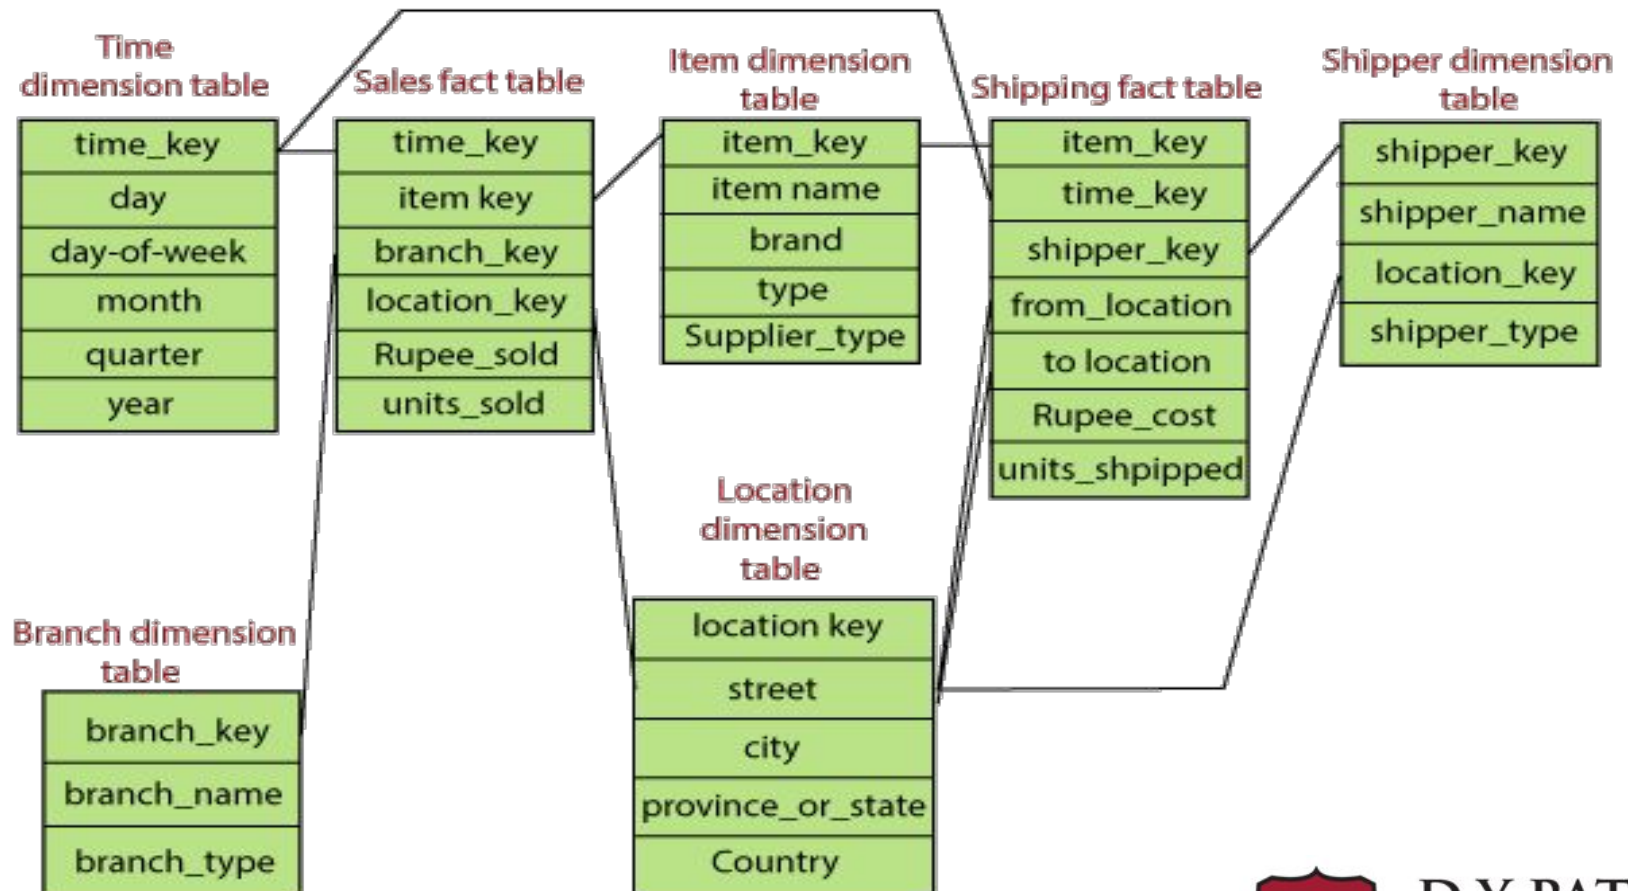 Time
dimension table
time_key
day
day-of-week
month
quarter
year
Sales fact table
time_key
item key
branch_key
location_key
Rupee_sold
units_sold
Item dimension
table
item_key
item name
brand
type
Supplier_type
Shipping fact table
item_key
time_key
shipper_key
from_location
to location
Rupee_cost
units_shpipped
Shipper dimension
table
shipper_key
shipper_name
location_key
shipper_type
Branch dimension
table
branch_key
branch_name
branch_type
Location
dimension
table
location key
street
city
province_or_state
Country